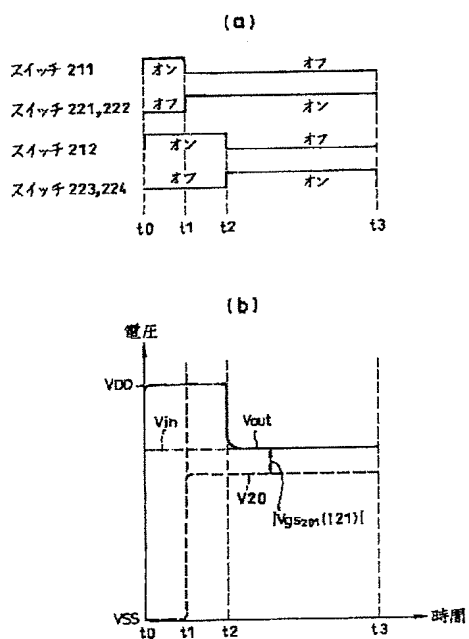 (a)
スイッチ 211 オン オフ
スイッチ 221,222 オフ オン
スイッチ 212 オン オフ
スイッチ 223,224 オフ オン
t0 t1 t2 t3
(b)
電圧
VDD
Vin
Vout
V20
|Vgs201(I21)|
VSS
t0 t1 t2 t3
時間